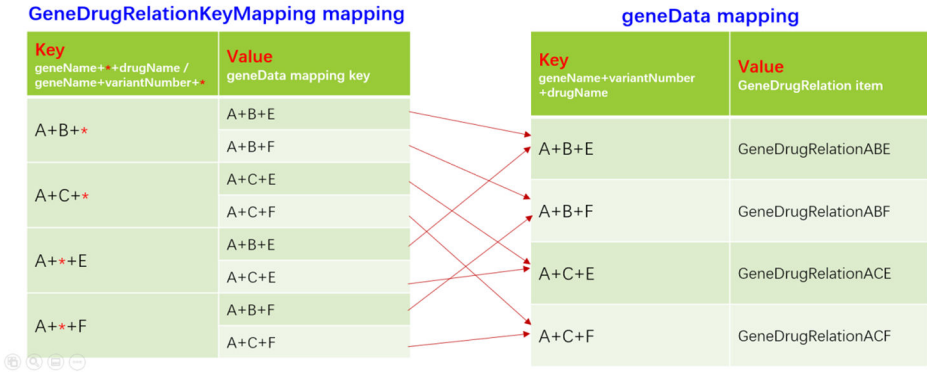 GeneDrugRelationKeyMapping mapping
Key
geneName+*+drugName /
geneName+variantNumber+*
Value
geneData mapping key
A+B+*
A+B+E
A+B+F
A+C+*
A+C+E
A+C+F
A+*+E
A+B+E
A+C+E
A+*+F
A+B+F
A+C+F
geneData mapping
Key
geneName+variantNumber
+drugName
Value
GeneDrugRelation item
A+B+E
GeneDrugRelationABE
A+B+F
GeneDrugRelationABF
A+C+E
GeneDrugRelationACE
A+C+F
GeneDrugRelationACF